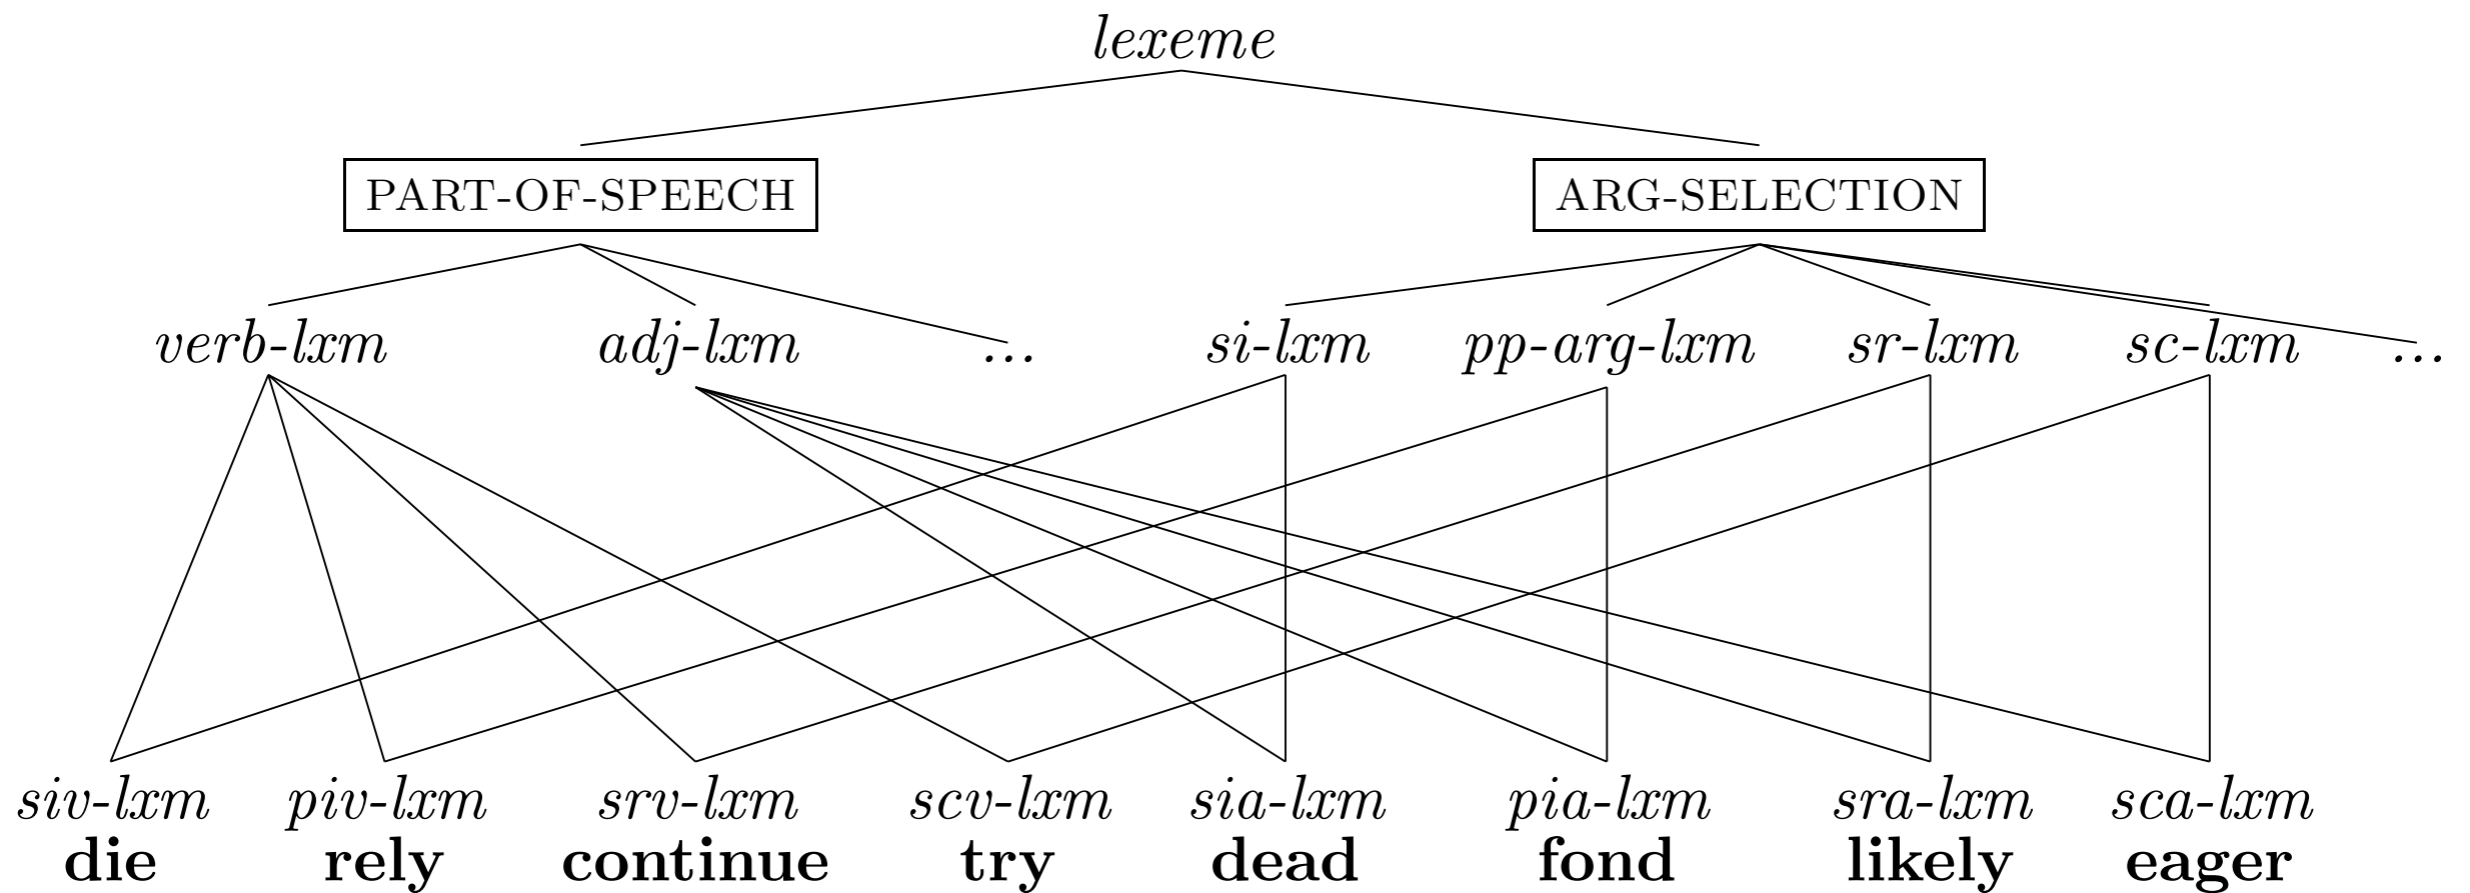 lexeme
PART-OF-SPEECH ARG-SELECTION
verb-lxm adj-lxm ... si-lxm pp-arg-lxm sr-lxm sc-lxm ...
siv-lxm piv-lxm srv-lxm scv-lxm sia-lxm pia-lxm sra-lxm sca-lxm
die rely continue try dead fond likely eager